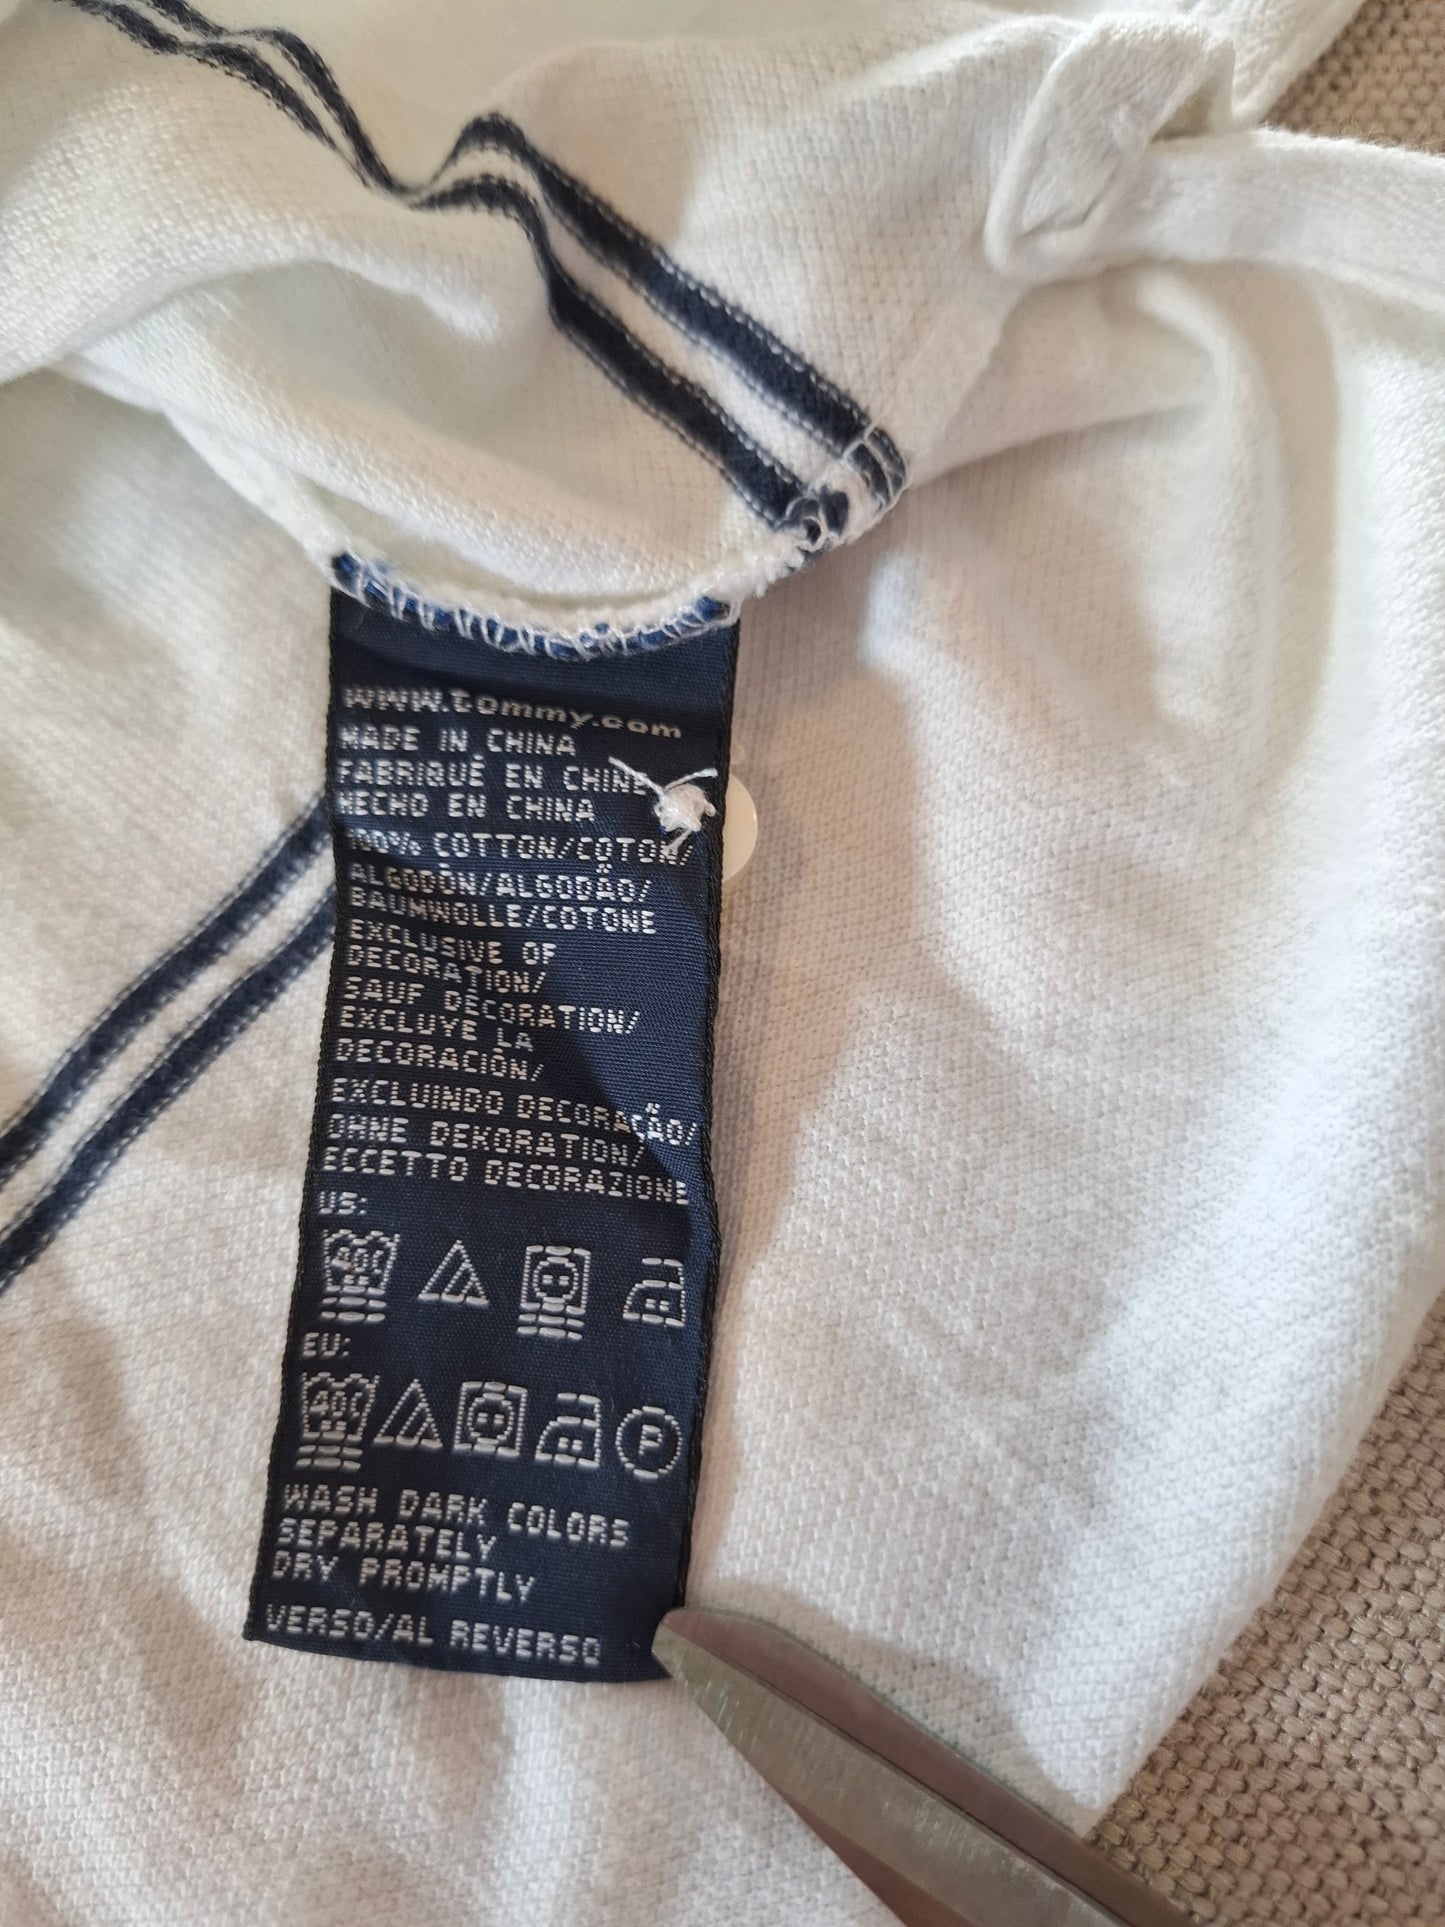 www.tommy.com
MADE IN CHINA
FABRIQUÉ EN CHINE
HECHO EN CHINA
100% COTTON/COTON/
ALGODÓN/ALGODÃO/
BAUMWOLLE/COTONE
EXCLUSIVE OF
DECORATION/
SAUF DÉCORATION/
EXCLUYE LA
DECORACIÓN/
EXCLUINDO DECORAÇÃO/
OHNE DEKORATION/
ECCETTO DECORAZIONE
US:
40C
EU:
40C P
WASH DARK COLORS
SEPARATELY
DRY PROMPTLY
VERSO/AL REVERSO